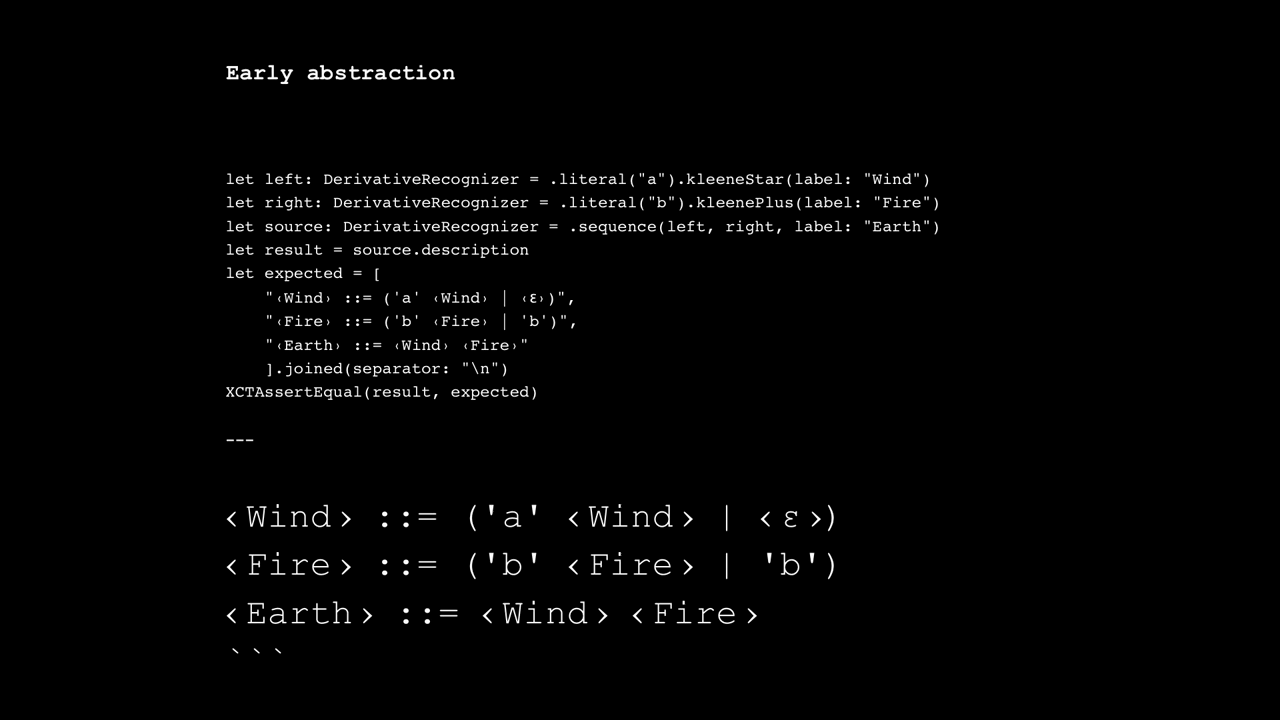 Early abstraction
let left: DerivativeRecognizer = .literal("a").kleeneStar(label: "Wind")
let right: DerivativeRecognizer = .literal("b").kleenePlus(label: "Fire")
let source: DerivativeRecognizer = .sequence(left, right, label: "Earth")
let result = source.description
let expected = [
    "‹Wind› ::= ('a' ‹Wind› | ‹ε›)",
    "‹Fire› ::= ('b' ‹Fire› | 'b')",
    "‹Earth› ::= ‹Wind› ‹Fire›"
    ].joined(separator: "\n")
XCTAssertEqual(result, expected)
---
‹Wind› ::= ('a' ‹Wind› | ‹ε›)
‹Fire› ::= ('b' ‹Fire› | 'b')
‹Earth› ::= ‹Wind› ‹Fire›
```